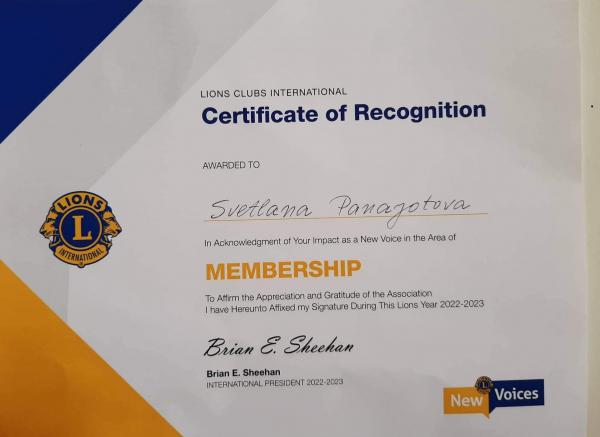 LIONS CLUBS INTERNATIONAL
Certificate of Recognition
AWARDED TO
Svetlana Panajotova
In Acknowledgment of Your Impact as a New Voice in the Area of
MEMBERSHIP
To Affirm the Appreciation and Gratitude of the Association
I have Hereunto Affixed my Signature During This Lions Year 2022-2023
Brian E. Sheehan
Brian E. Sheehan
INTERNATIONAL PRESIDENT 2022-2023
LIONS
L
INTERNATIONAL
New Voices